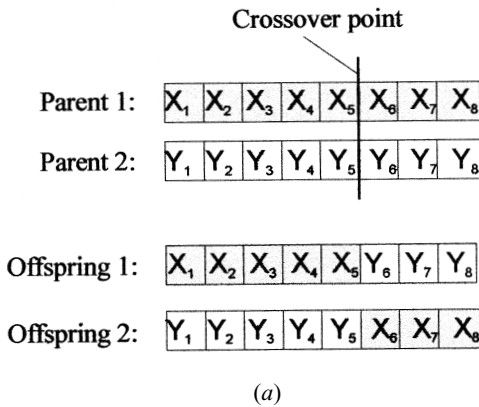 Crossover point
Parent 1: X₁ X₂ X₃ X₄ X₅ X₆ X₇ X₈
Parent 2: Y₁ Y₂ Y₃ Y₄ Y₅ Y₆ Y₇ Y₈
Offspring 1: X₁ X₂ X₃ X₄ X₅ Y₆ Y₇ Y₈
Offspring 2: Y₁ Y₂ Y₃ Y₄ Y₅ X₆ X₇ X₈
(a)